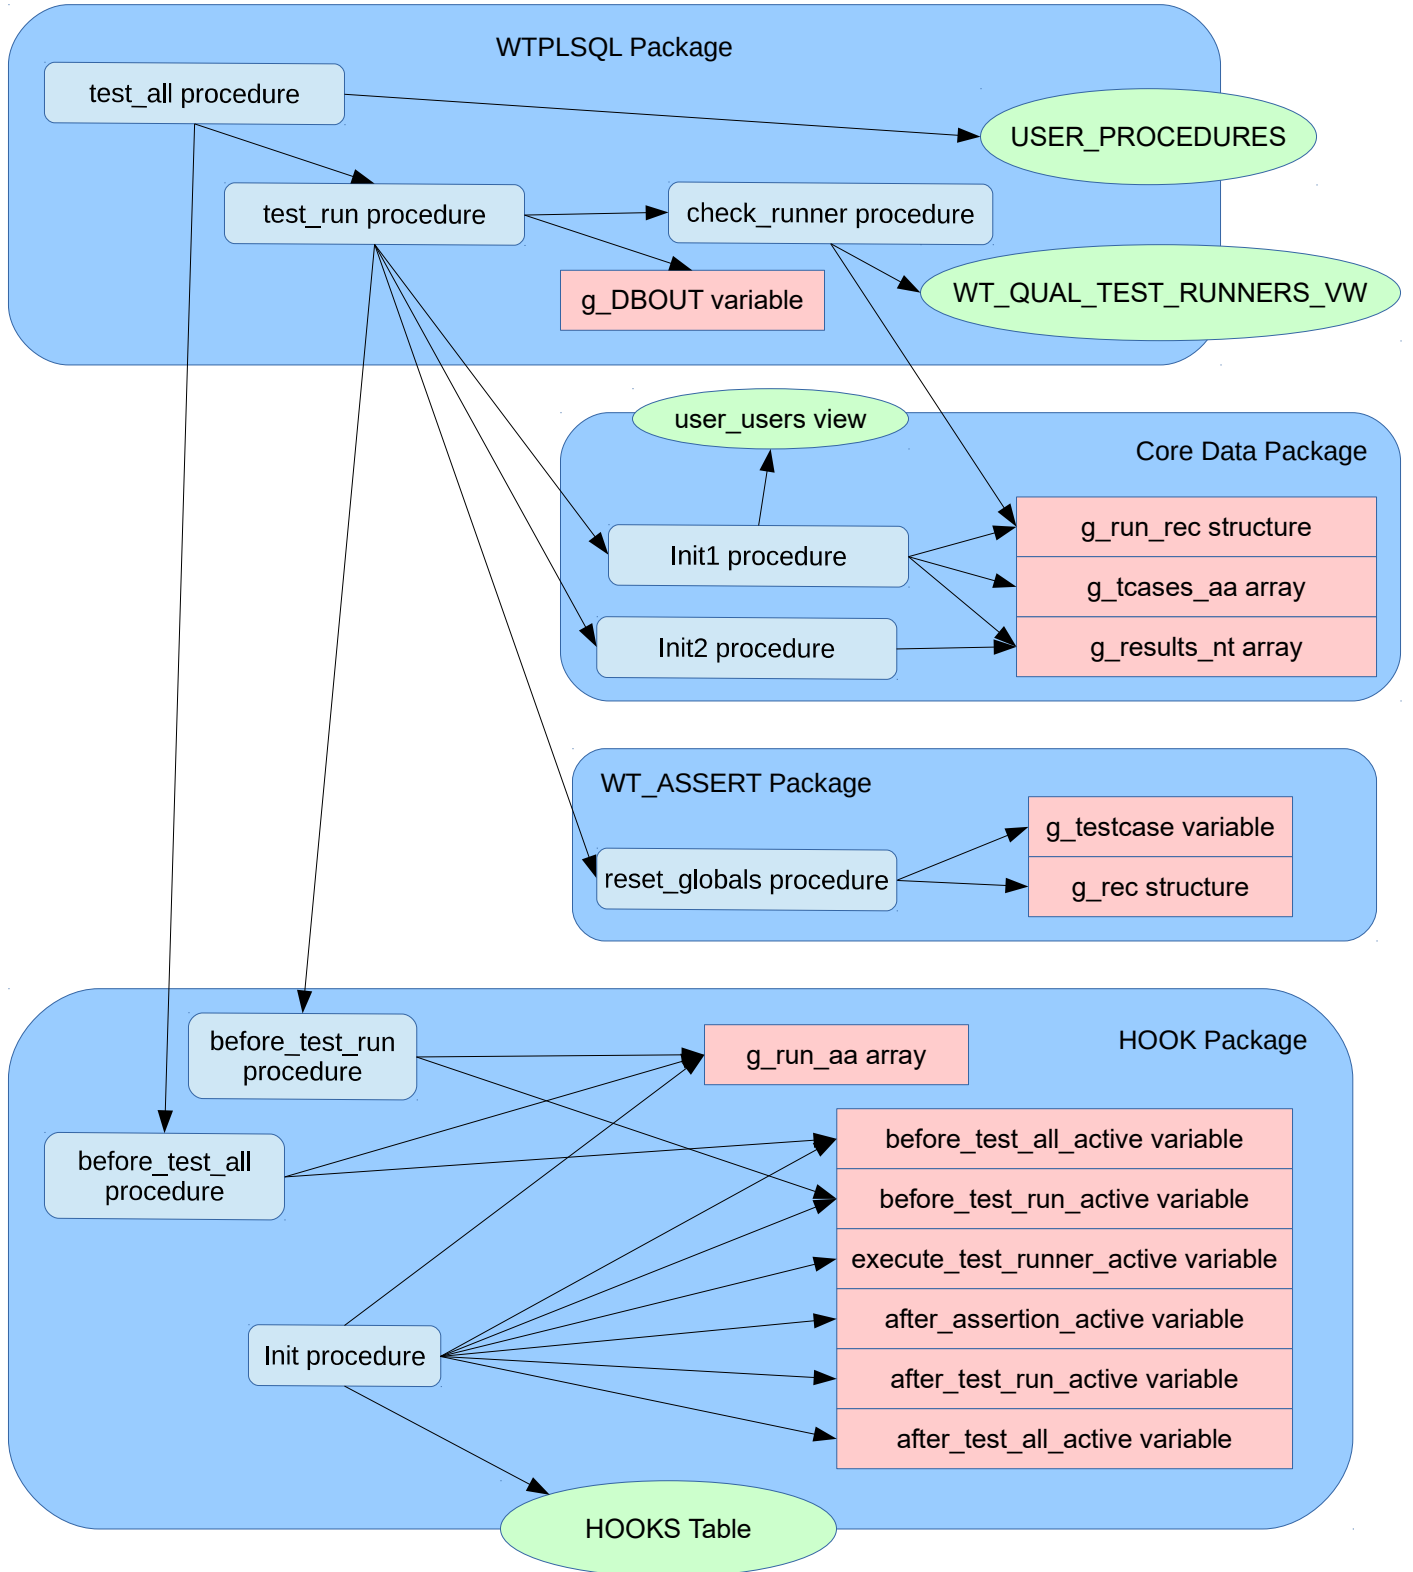 WTPLSQL Package
test_all procedure
USER_PROCEDURES
test_run procedure
check_runner procedure
g_DBOUT variable
WT_QUAL_TEST_RUNNERS_VW
user_users view
Core Data Package
g_run_rec structure
Init1 procedure
g_tcases_aa array
Init2 procedure
g_results_nt array
WT_ASSERT Package
g_testcase variable
reset_globals procedure
g_rec structure
HOOK Package
before_test_run
procedure
g_run_aa array
before_test_all
procedure
before_test_all_active variable
before_test_run_active variable
execute_test_runner_active variable
after_assertion_active variable
Init procedure
after_test_run_active variable
after_test_all_active variable
HOOKS Table